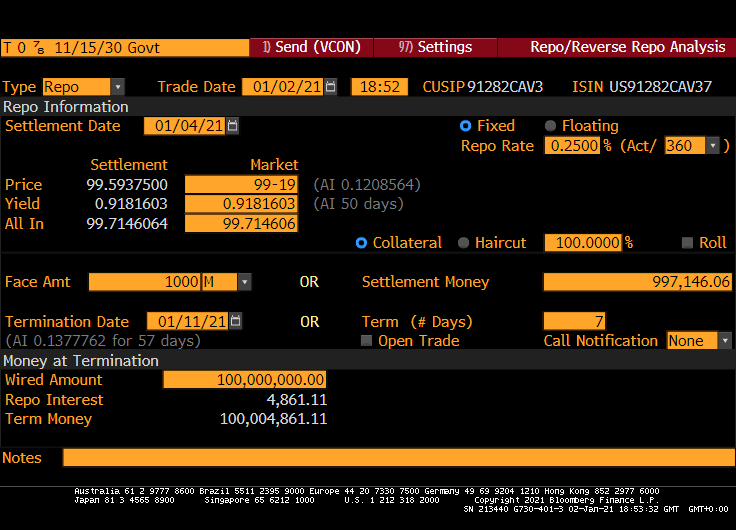 T 0 ⅞ 11/15/30 Govt 1) Send (VCON) 97) Settings Repo/Reverse Repo Analysis
Type Repo Trade Date 01/02/21 18:52 CUSIP 91282CAV3 ISIN US91282CAV37
Repo Information
Settlement Date 01/04/21 Fixed Floating
Repo Rate 0.2500 % (Act/ 360 )
Settlement Market
Price 99.5937500 99-19 (AI 0.1208564)
Yield 0.9181603 0.9181603 (AI 50 days)
All In 99.7146064 99.714606
Collateral Haircut 100.0000 % Roll
Face Amt 1000 M OR Settlement Money 997,146.06
Termination Date 01/11/21 OR Term (# Days) 7
(AI 0.1377762 for 57 days) Open Trade Call Notification None
Money at Termination
Wired Amount 100,000,000.00
Repo Interest 4,861.11
Term Money 100,004,861.11
Notes
Australia 61 2 9777 8600 Brazil 5511 2395 9000 Europe 44 20 7330 7500 Germany 49 69 9204 1210 Hong Kong 852 2977 6000
Japan 81 3 4565 8900 Singapore 65 6212 1000 U.S. 1 212 318 2000 Copyright 2021 Bloomberg Finance L.P.
SN 213440 G730-401-3 02-Jan-21 18:53:32 GMT GMT+0:00